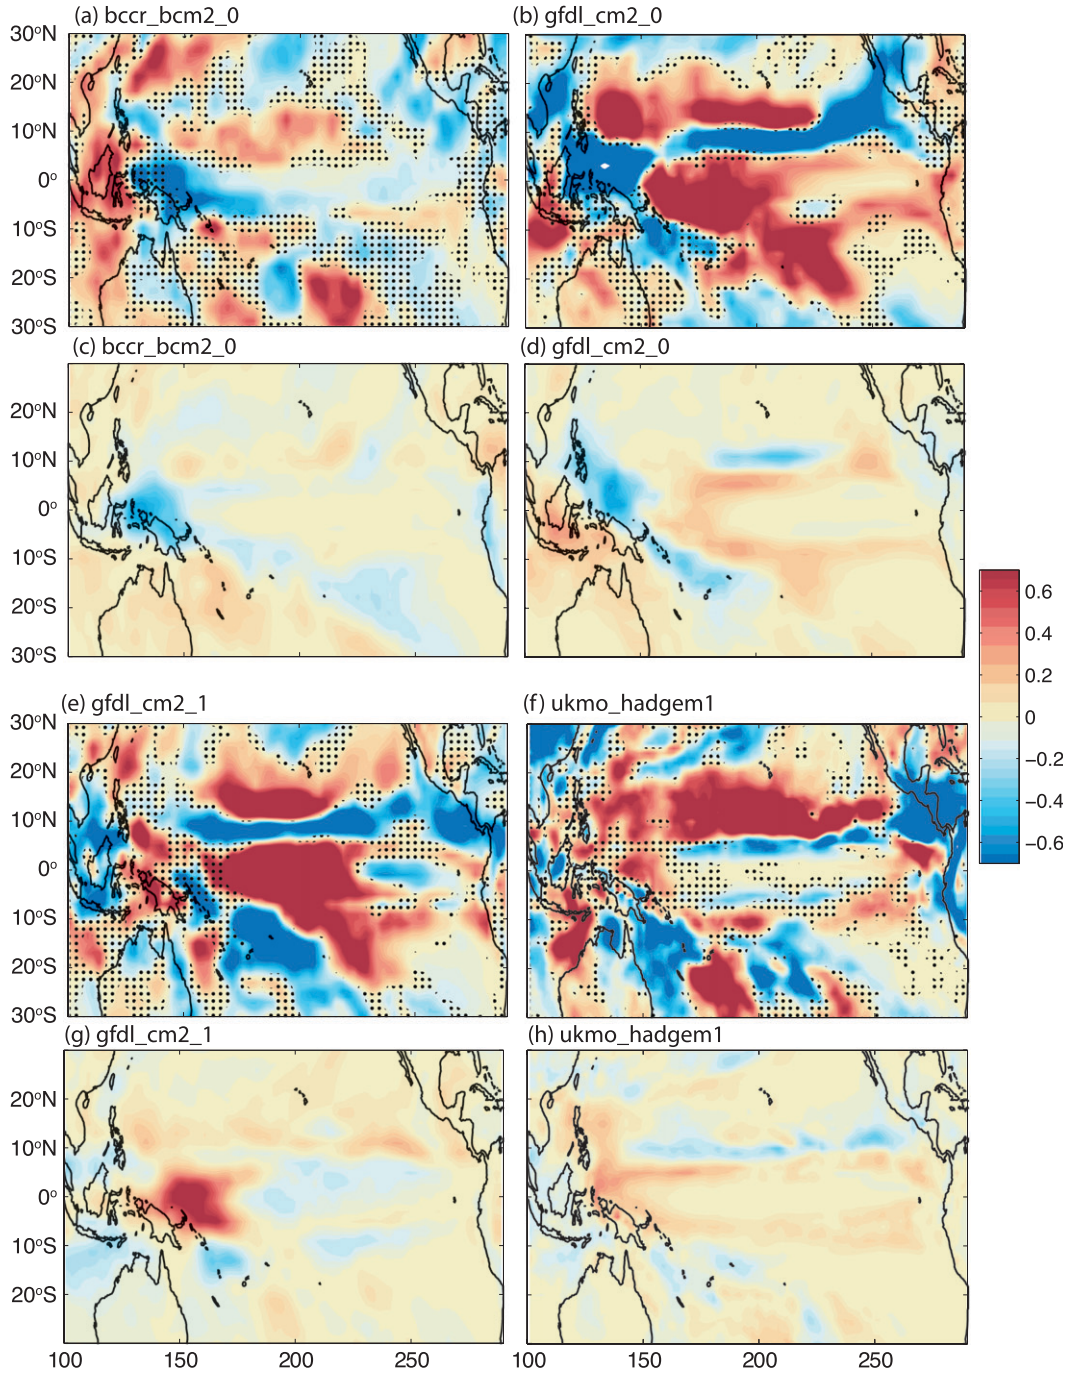 (a) bccr_bcm2_0
(b) gfdl_cm2_0
30°N
20°N
10°N
0°
10°S
20°S
30°S
(c) bccr_bcm2_0
(d) gfdl_cm2_0
20°N
10°N
0°
10°S
20°S
30°S
0.6
0.4
0.2
0
−0.2
−0.4
−0.6
(e) gfdl_cm2_1
(f) ukmo_hadgem1
30°N
20°N
10°N
0°
10°S
20°S
30°S
(g) gfdl_cm2_1
(h) ukmo_hadgem1
20°N
10°N
0°
10°S
20°S
100 150 200 250 150 200 250